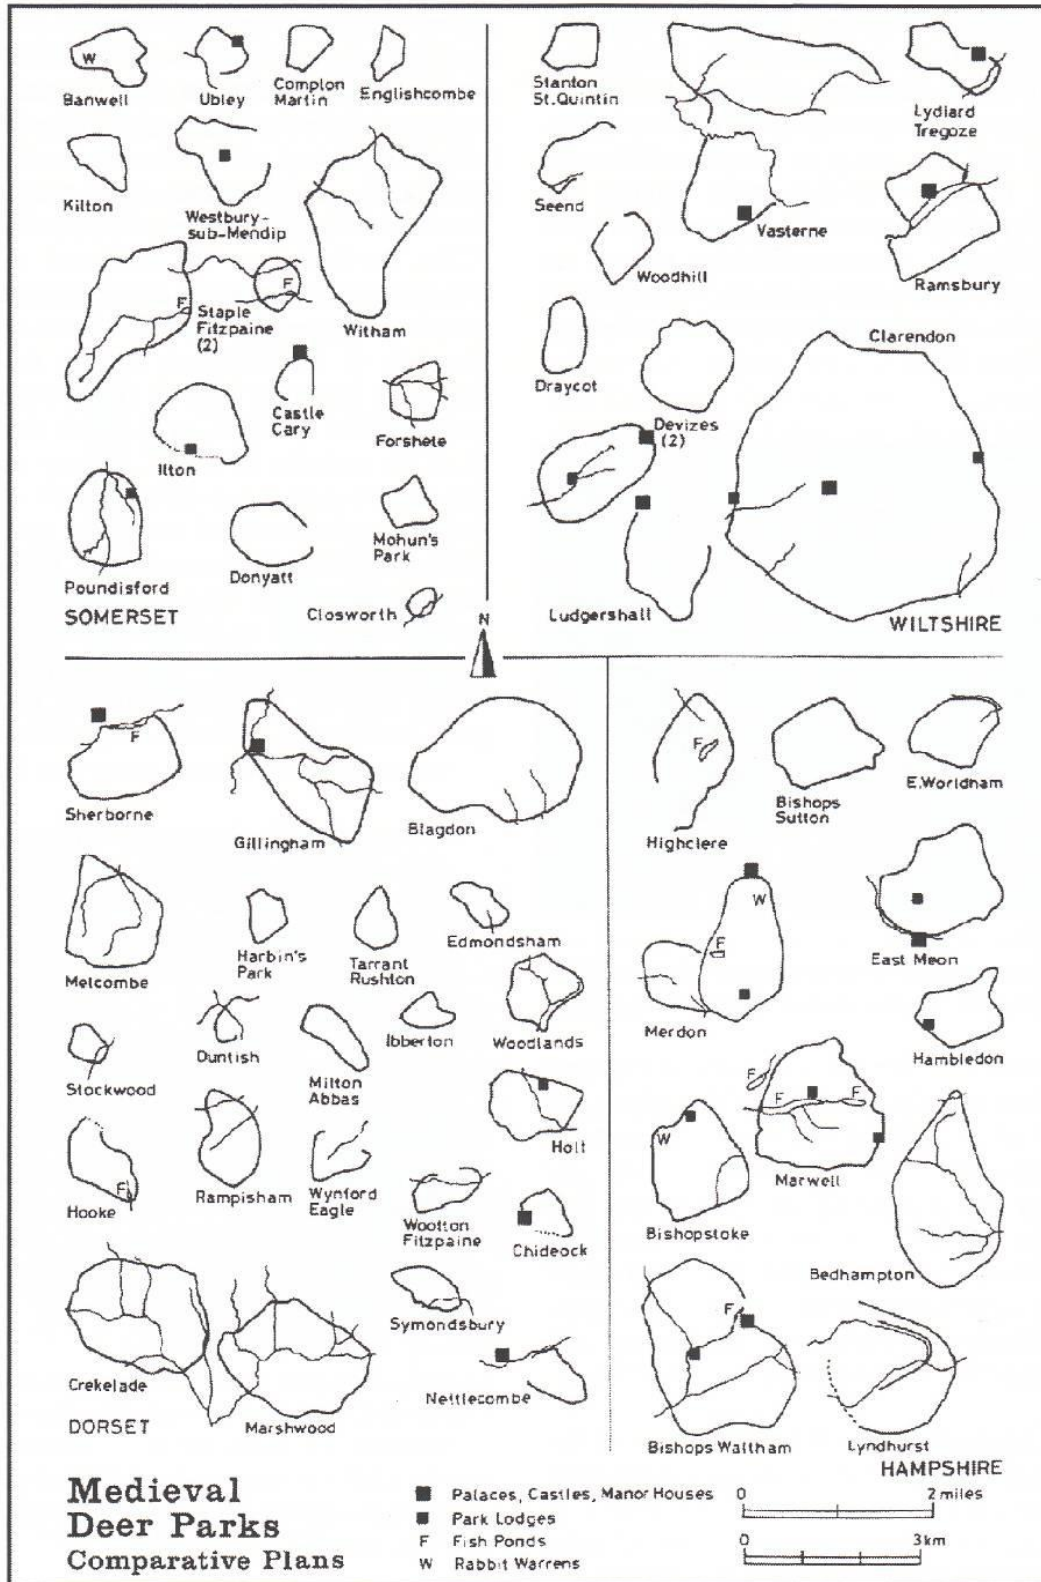 W
Banwell
Ubley
Complon
Martin
Englishcombe
Kilton
Westbury-
sub-Mendip
Witham
F
F
Staple
Fitzpaine
(2)
Castle
Cary
Forshete
Ilton
Poundisford
Donyatt
Mohun's
Park
Closworth
SOMERSET
Stanton
St.Quintin
Lydiard
Tregoze
Seend
Vasterne
Woodhill
Ramsbury
Draycot
Devizes
(2)
Clarendon
Ludgershall
WILTSHIRE
N
F
Sherborne
Gillingham
Blagdon
Melcombe
Harbin's
Park
Tarrant
Rushton
Edmondsham
Stockwood
Duntish
Milton
Abbas
Ibberton
Woodlands
Holt
F
Hooke
Rampisham
Wynford
Eagle
Wootton
Fitzpaine
Chideock
Symondsbury
Crekelade
Marshwood
Nettlecombe
DORSET
F
Highclere
Bishops
Sutton
E.Worldham
W
F
Merdon
East Meon
Hambledon
F
F
F
Marwell
W
Bishopstoke
Bedhampton
F
Bishops Waltham
Lyndhurst
HAMPSHIRE
Medieval
Deer Parks
Comparative Plans
Palaces, Castles, Manor Houses
Park Lodges
F Fish Ponds
W Rabbit Warrens
0 2 miles
0 3km